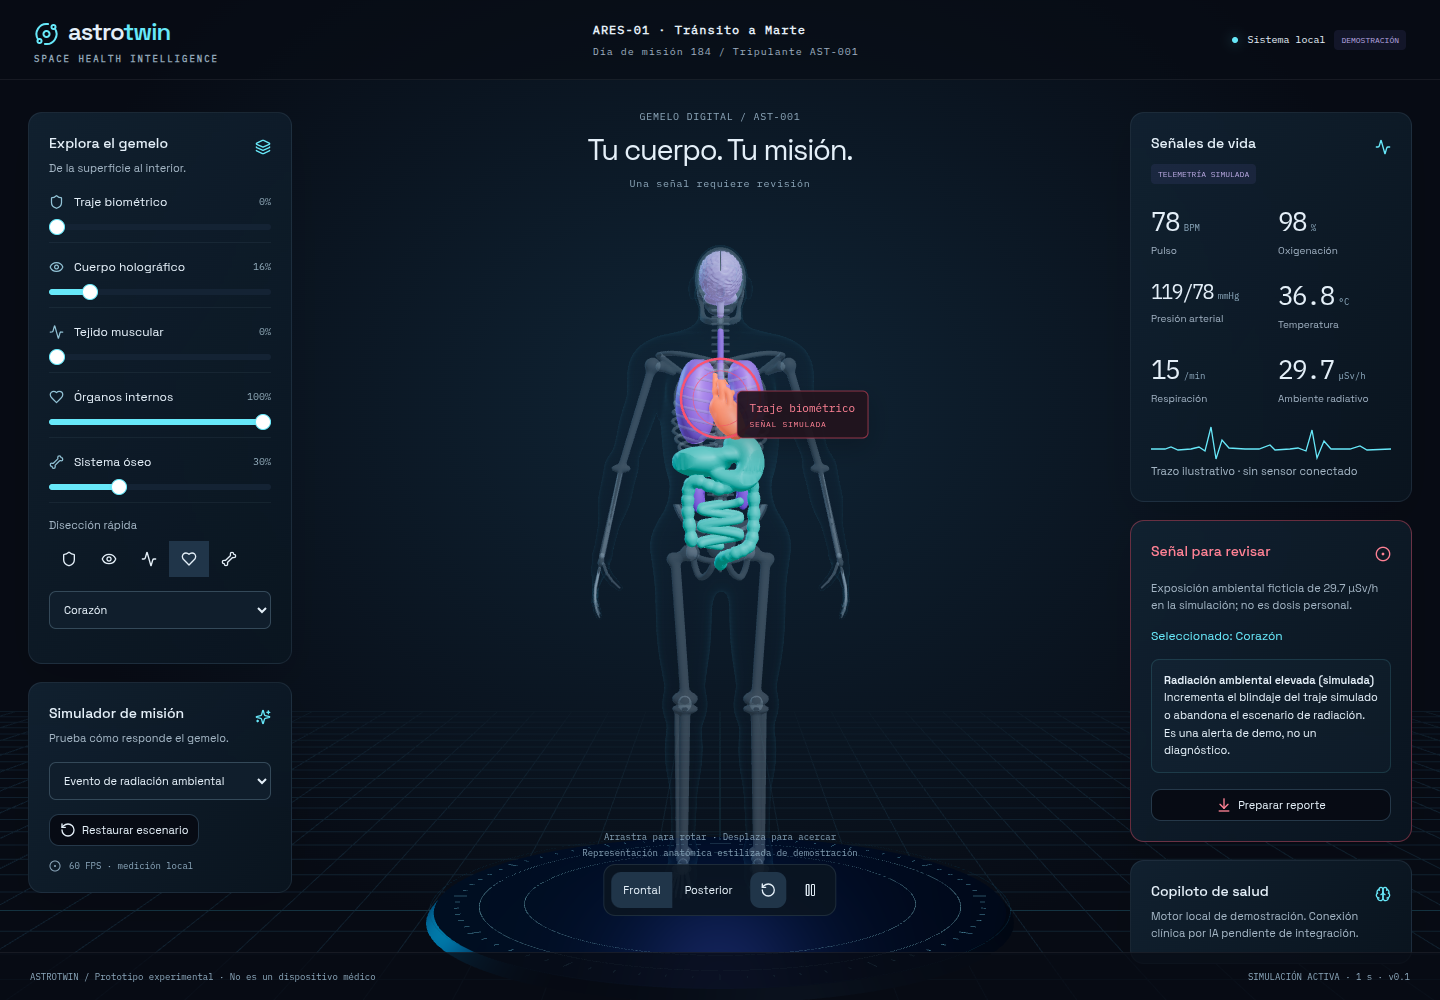 astrotwin
SPACE HEALTH INTELLIGENCE
ARES-01 · Tránsito a Marte
Día de misión 184 / Tripulante AST-001
Sistema local
DEMOSTRACIÓN
Explora el gemelo
De la superficie al interior.
Traje biométrico 0%
Cuerpo holográfico 16%
Tejido muscular 0%
Órganos internos 100%
Sistema óseo 30%
Disección rápida
Corazón
Simulador de misión
Prueba cómo responde el gemelo.
Evento de radiación ambiental
Restaurar escenario
60 FPS · medición local
GEMELO DIGITAL / AST-001
Tu cuerpo. Tu misión.
Una señal requiere revisión
Traje biométrico
SEÑAL SIMULADA
Arrastra para rotar · Desplaza para acercar
Representación anatómica estilizada de demostración
Frontal Posterior
Señales de vida
TELEMETRÍA SIMULADA
78 BPM 98 %
Pulso Oxigenación
119/78 mmHg 36.8 °C
Presión arterial Temperatura
15 /min 29.7 µSv/h
Respiración Ambiente radiativo
Trazo ilustrativo · sin sensor conectado
Señal para revisar
Exposición ambiental ficticia de 29.7 µSv/h
en la simulación; no es dosis personal.
Seleccionado: Corazón
Radiación ambiental elevada (simulada)
Incrementa el blindaje del traje simulado
o abandona el escenario de radiación.
Es una alerta de demo, no un
diagnóstico.
Preparar reporte
Copiloto de salud
Motor local de demostración. Conexión
clínica por IA pendiente de integración.
ASTROTWIN / Prototipo experimental · No es un dispositivo médico
SIMULACIÓN ACTIVA · 1 s · v0.1